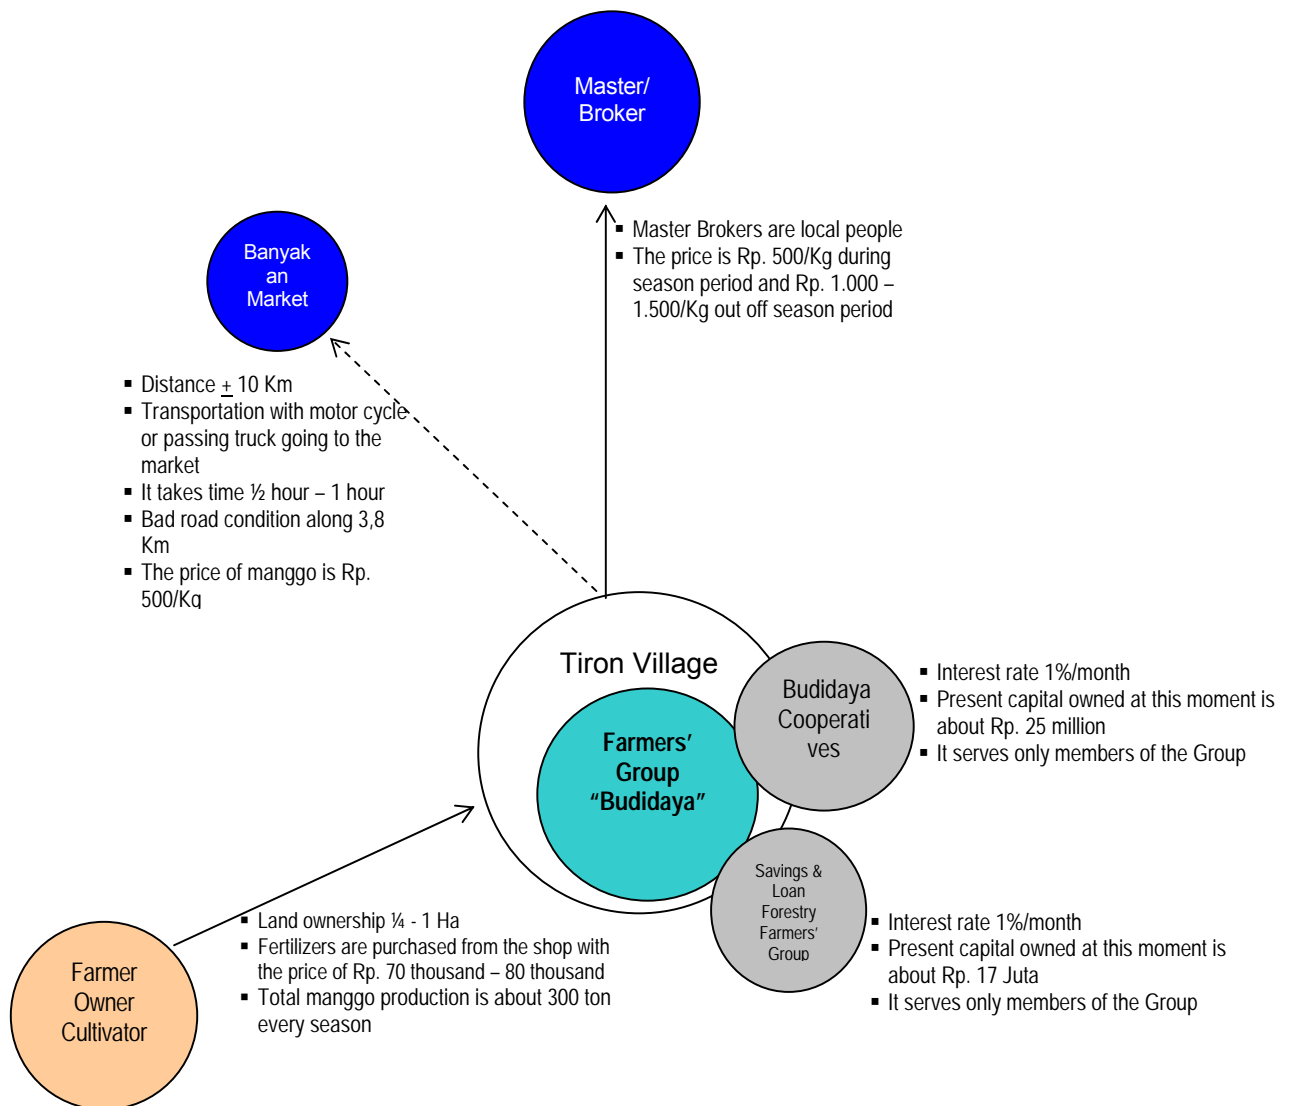 Master/
Broker
▪ Master Brokers are local people
▪ The price is Rp. 500/Kg during
season period and Rp. 1.000 –
1.500/Kg out off season period
Banyak
an
Market
▪ Distance + 10 Km
▪ Transportation with motor cycle
or passing truck going to the
market
▪ It takes time ½ hour – 1 hour
▪ Bad road condition along 3,8
Km
▪ The price of manggo is Rp.
500/Kg
Tiron Village
Farmers'
Group
“Budidaya”
Budidaya
Cooperati
ves
▪ Interest rate 1%/month
▪ Present capital owned at this moment is
about Rp. 25 million
▪ It serves only members of the Group
Savings &
Loan
Forestry
Farmers'
Group
▪ Interest rate 1%/month
▪ Present capital owned at this moment is
about Rp. 17 Juta
▪ It serves only members of the Group
▪ Land ownership ¼ - 1 Ha
▪ Fertilizers are purchased from the shop with
the price of Rp. 70 thousand – 80 thousand
▪ Total manggo production is about 300 ton
every season
Farmer
Owner
Cultivator